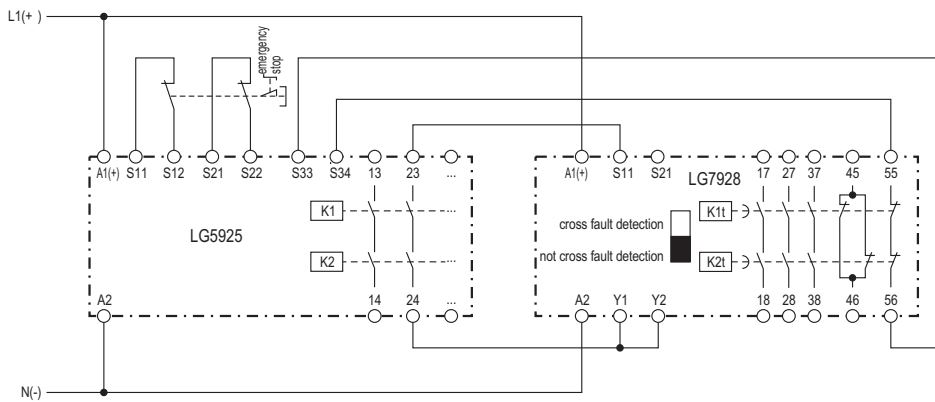 L1(+ )
emergency
stop
A1(+) S11 S12 S21 S22 S33 S34 13 23 ...
A1(+) S11 S21 17 27 37 45 55
LG7928
K1 ...
K1t
LG5925
cross fault detection
K2 ...
not cross fault detection
K2t
A2 14 24 ...
A2 Y1 Y2 18 28 38 46 56
N(-)